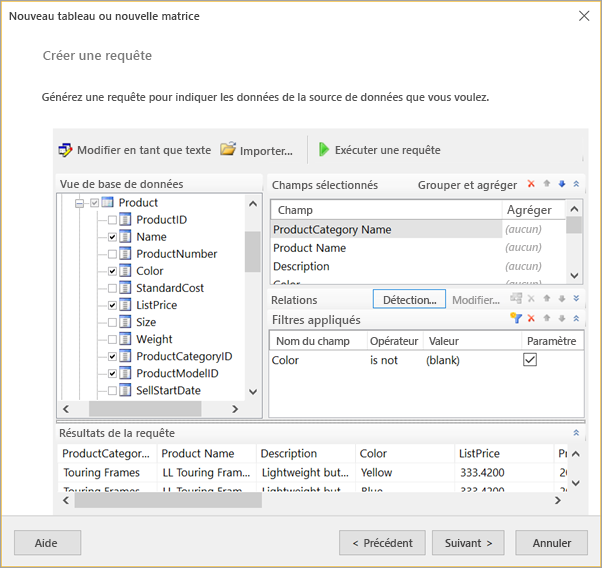 Nouveau tableau ou nouvelle matrice
Créer une requête
Générez une requête pour indiquer les données de la source de données que vous voulez.
Modifier en tant que texte Importer... Exécuter une requête
Vue de base de données
Product
ProductID
Name
ProductNumber
Color
StandardCost
ListPrice
Size
Weight
ProductCategoryID
ProductModelID
SellStartDate
Champs sélectionnés Grouper et agréger
Champ Agréger
ProductCategory Name (aucun)
Product Name (aucun)
Description (aucun)
Color (aucun)
Relations Détection... Modifier...
Filtres appliqués
Nom du champ Opérateur Valeur Paramètre
Color is not (blank)
Résultats de la requête
ProductCategor... Product Name Description Color ListPrice
Touring Frames LL Touring Fram... Lightweight but... Yellow 333.4200
Touring Frames LL Touring Fram... Lightweight but... Blue 333.4200
Aide < Précédent Suivant > Annuler